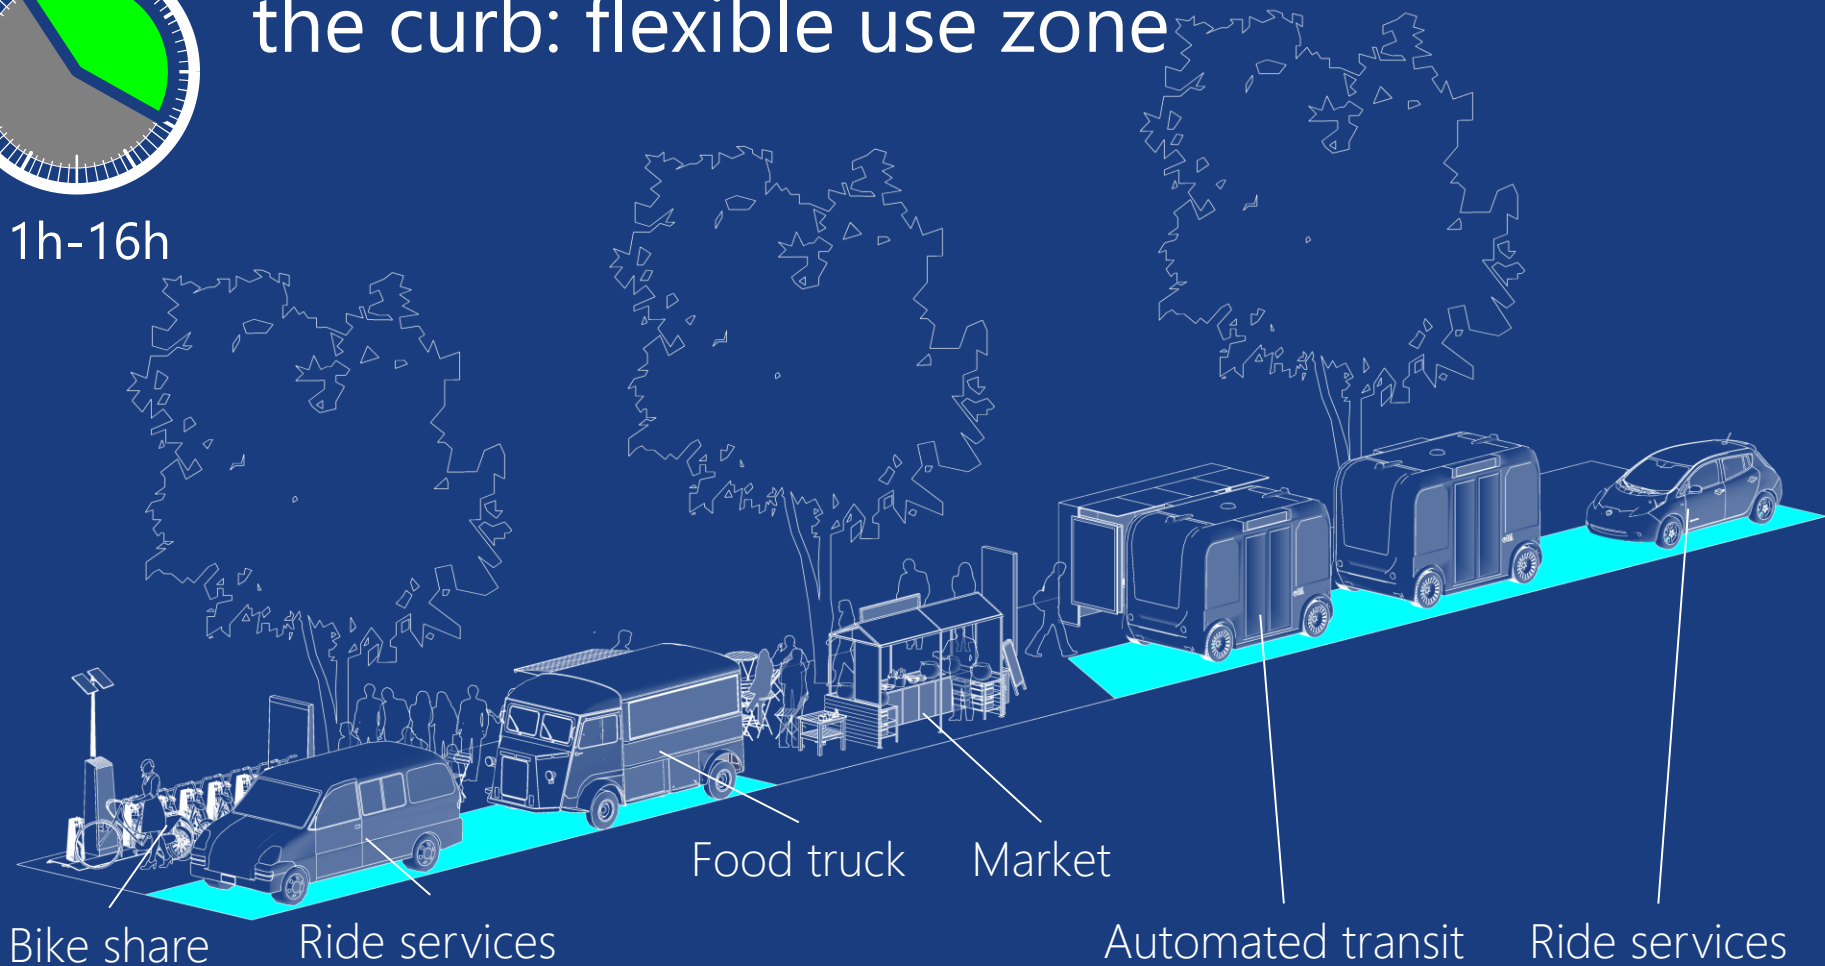 the curb: flexible use zone
1h-16h
Food truck
Market
Bike share
Ride services
Automated transit
Ride services